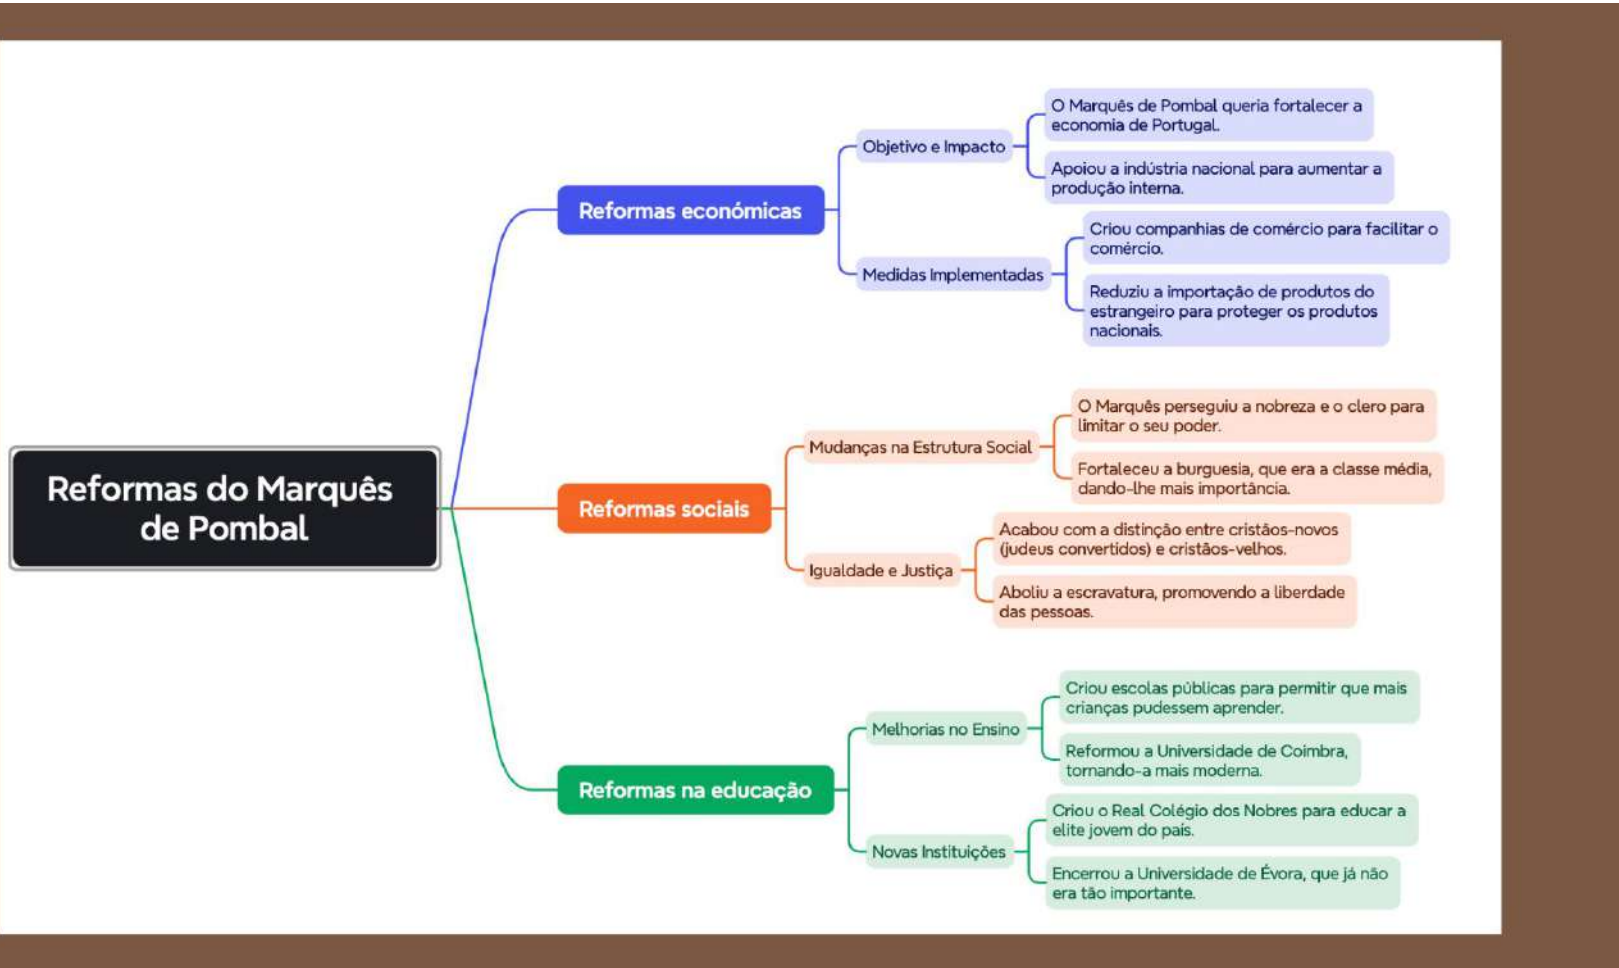 Reformas do Marquês
de Pombal
Reformas económicas
Objetivo e Impacto
O Marquês de Pombal queria fortalecer a
economia de Portugal.
Apoiou a indústria nacional para aumentar a
produção interna.
Medidas Implementadas
Criou companhias de comércio para facilitar o
comércio.
Reduziu a importação de produtos do
estrangeiro para proteger os produtos
nacionais.
Reformas sociais
Mudanças na Estrutura Social
O Marquês perseguiu a nobreza e o clero para
limitar o seu poder.
Fortaleceu a burguesia, que era a classe média,
dando-lhe mais importância.
Igualdade e Justiça
Acabou com a distinção entre cristãos-novos
(judeus convertidos) e cristãos-velhos.
Aboliu a escravatura, promovendo a liberdade
das pessoas.
Reformas na educação
Melhorias no Ensino
Criou escolas públicas para permitir que mais
crianças pudessem aprender.
Reformou a Universidade de Coimbra,
tornando-a mais moderna.
Novas Instituições
Criou o Real Colégio dos Nobres para educar a
elite jovem do país.
Encerrou a Universidade de Évora, que já não
era tão importante.